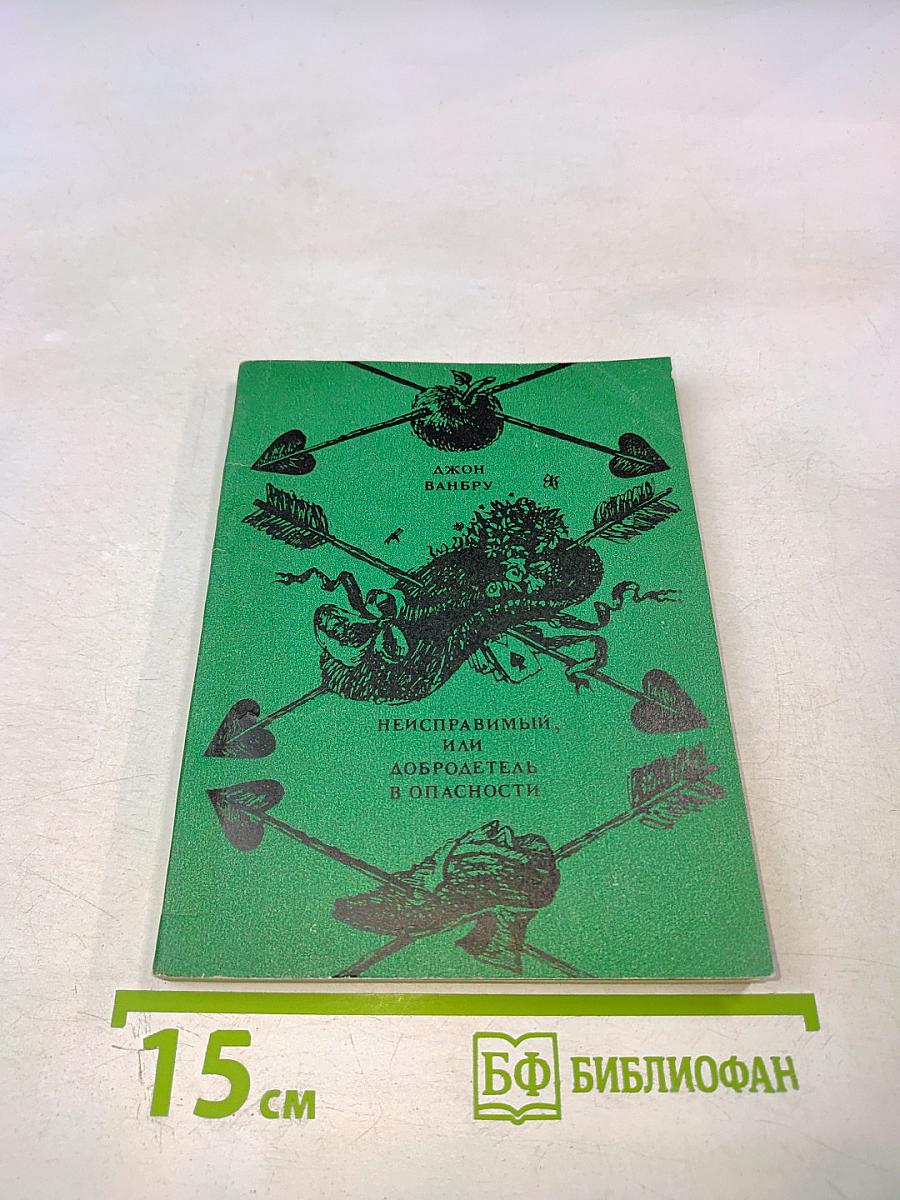 ДЖОН
ВАНБРУ
НЕИСПРАВИМЫЙ,
ИЛИ
ДОБРОДЕТЕЛЬ
В ОПАСНОСТИ
15 см
БФ БИБЛИОФАН